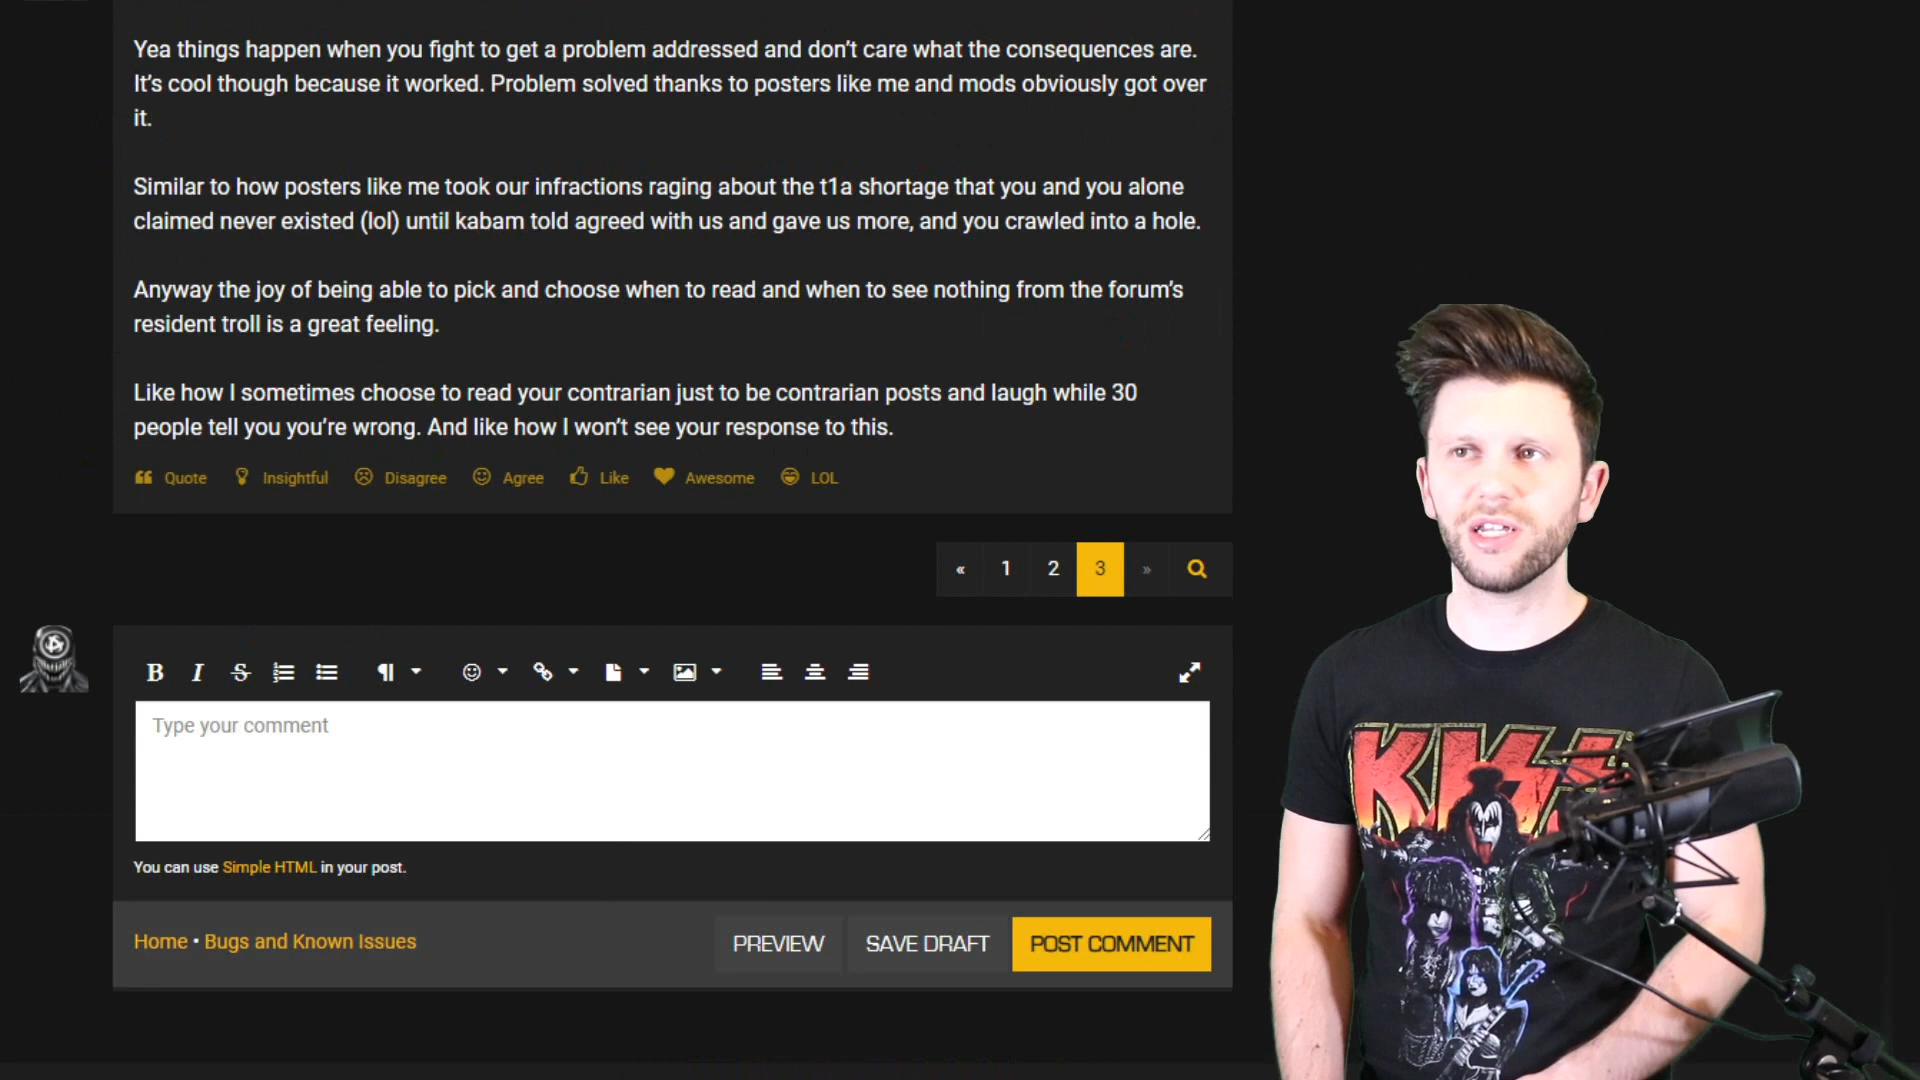 Yea things happen when you fight to get a problem addressed and don't care what the consequences are.
It's cool though because it worked. Problem solved thanks to posters like me and mods obviously got over
it.
Similar to how posters like me took our infractions raging about the t1a shortage that you and you alone
claimed never existed (lol) until kabam told agreed with us and gave us more, and you crawled into a hole.
Anyway the joy of being able to pick and choose when to read and when to see nothing from the forum's
resident troll is a great feeling.
Like how I sometimes choose to read your contrarian just to be contrarian posts and laugh while 30
people tell you you're wrong. And like how I won't see your response to this.
Quote Insightful Disagree Agree Like Awesome LOL
« 1 2 3 »
B I S
Type your comment
You can use Simple HTML in your post.
Home • Bugs and Known Issues
PREVIEW SAVE DRAFT POST COMMENT
KISS